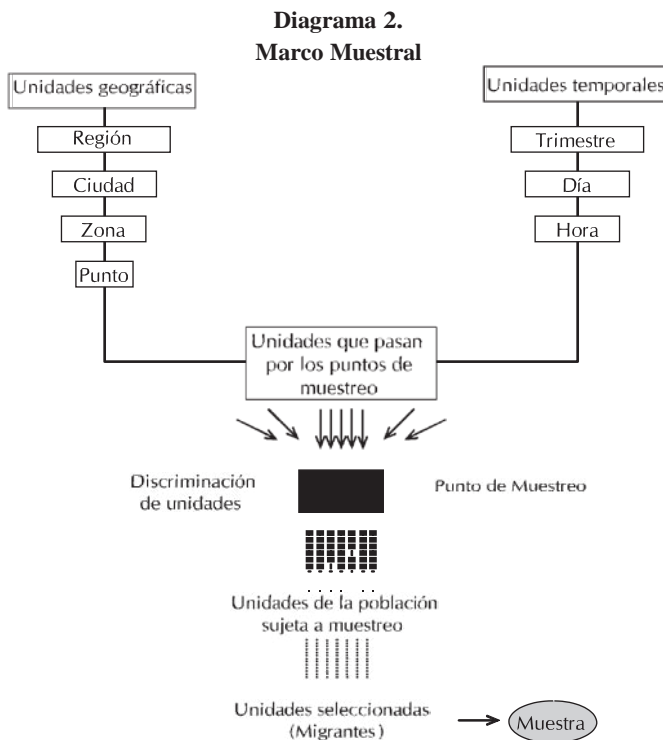 Diagrama 2.
Marco Muestral
Unidades geográficas
Región
Ciudad
Zona
Punto
Unidades temporales
Trimestre
Día
Hora
Unidades que pasan
por los puntos de
muestreo
Discriminación
de unidades
Punto de Muestreo
Unidades de la población
sujeta a muestreo
Unidades seleccionadas
(Migrantes)
Muestra